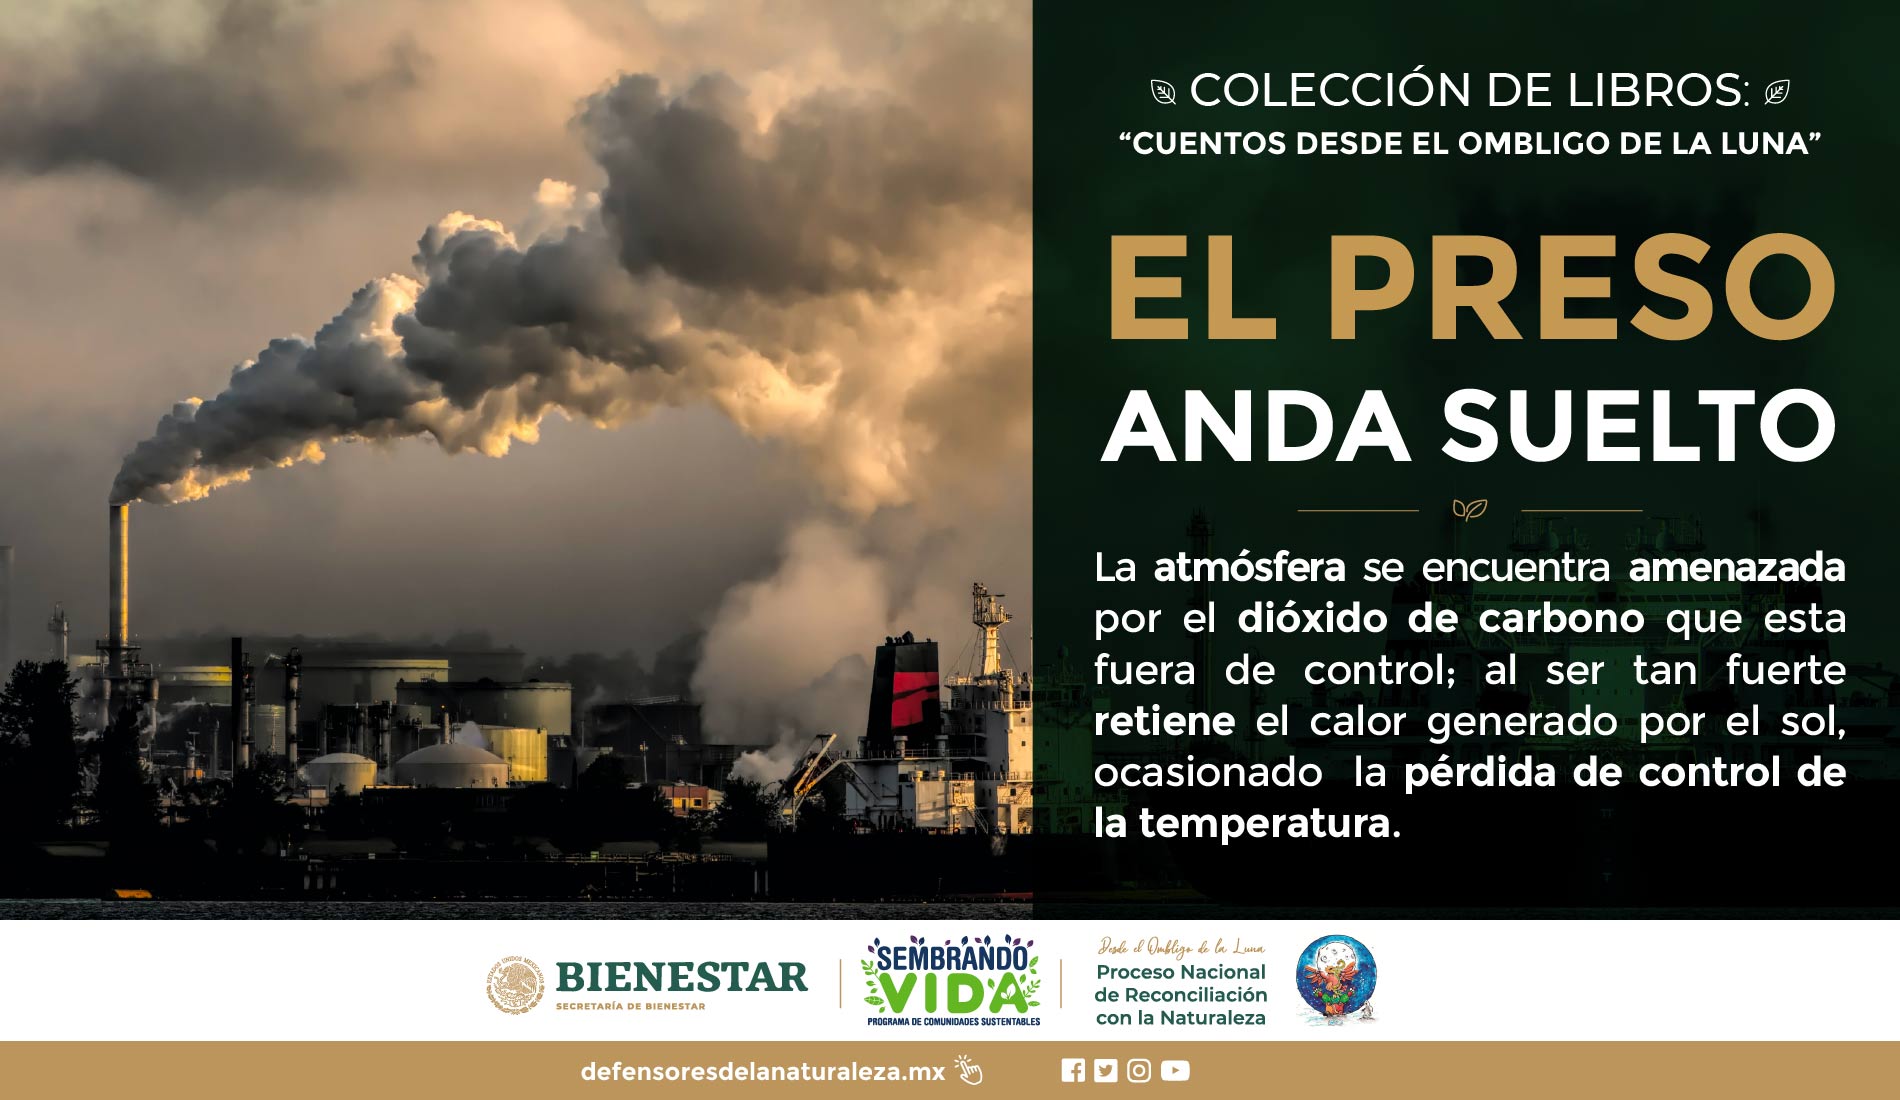 COLECCIÓN DE LIBROS:
“CUENTOS DESDE EL OMBLIGO DE LA LUNA”
EL PRESO
ANDA SUELTO
La atmósfera se encuentra amenazada
por el dióxido de carbono que esta
fuera de control; al ser tan fuerte
retiene el calor generado por el sol,
ocasionado la pérdida de control de
la temperatura.
ESTADOS UNIDOS MEXICANOS
BIENESTAR
SECRETARÍA DE BIENESTAR
SEMBRANDO
VIDA
PROGRAMA DE COMUNIDADES SUSTENTABLES
Desde el Ombligo de la Luna
Proceso Nacional
de Reconciliación
con la Naturaleza
defensoresdelanaturaleza.mx